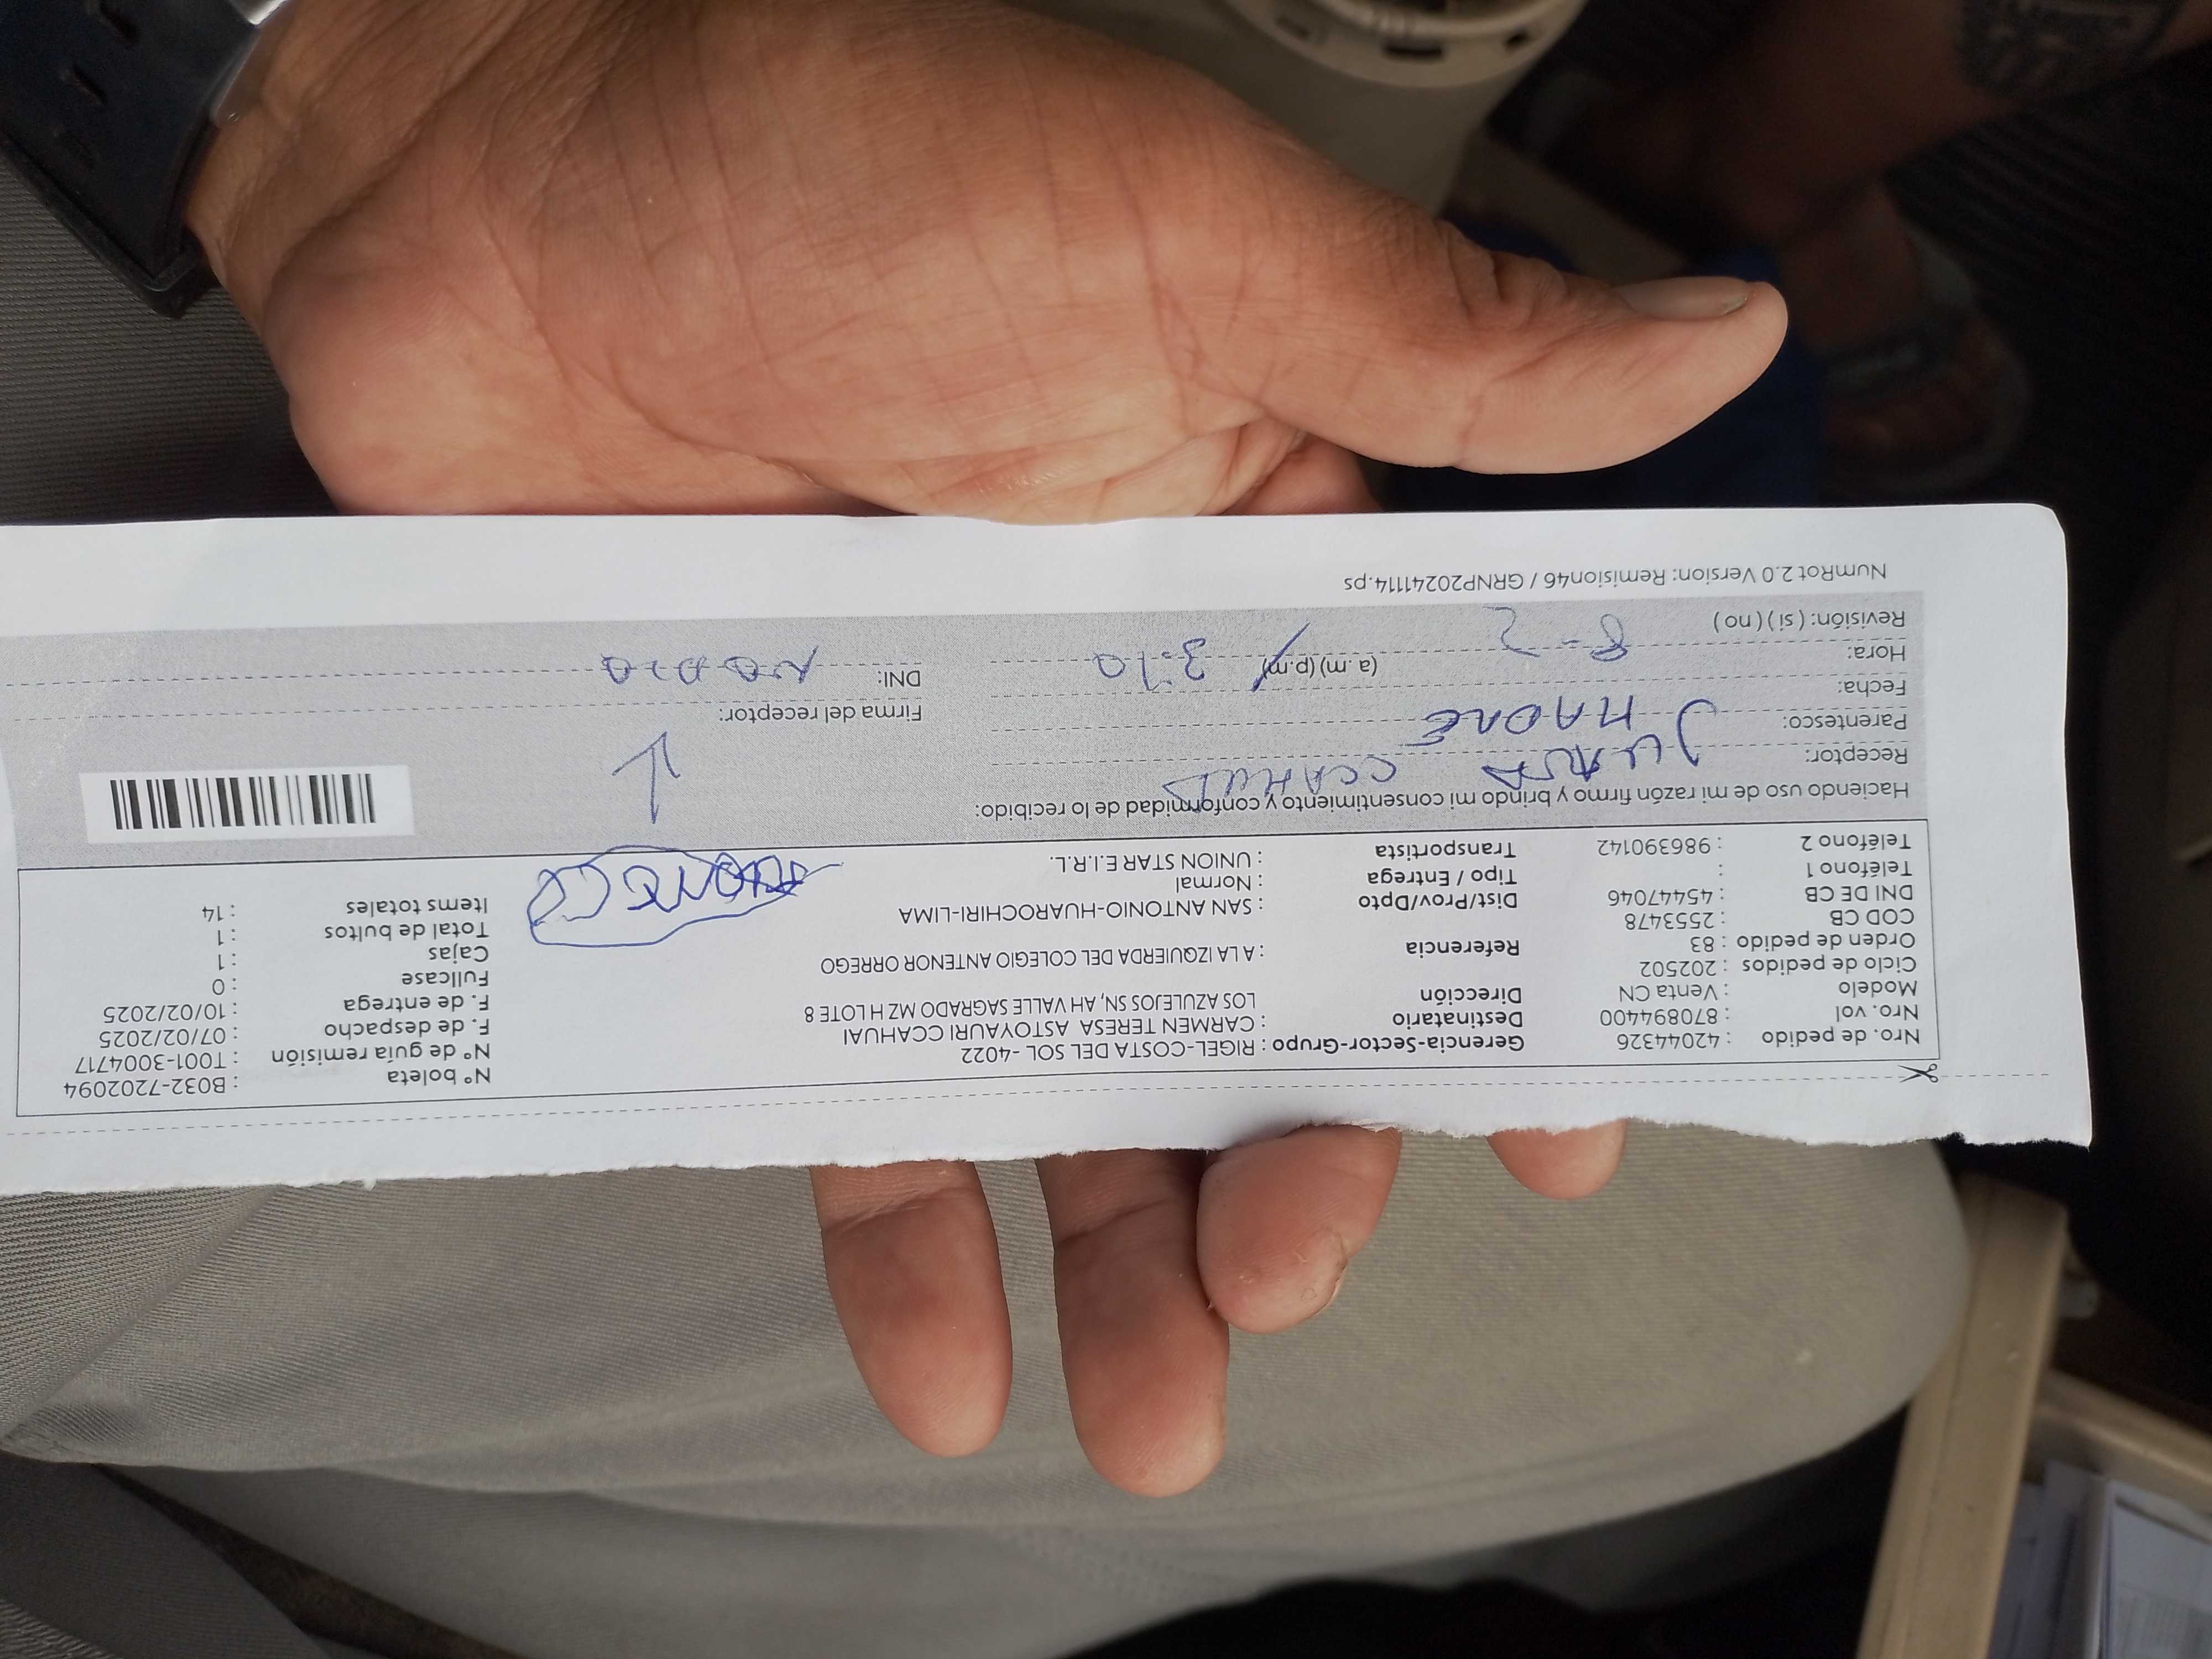 Nro. de pedido : 42044326
Nro. vol : 870894400
Modelo : Venta CN
Ciclo de pedidos : 202502
Orden de pedido : 83
COD CB : 2553478
DNI DE CB : 45447046
Teléfono 1 :
Teléfono 2 : 986390142
Gerencia-Sector-Grupo : RIGEL-COSTA DEL SOL -4022
Destinatario : CARMEN TERESA ASTOYAURI CCAHUAI
Dirección LOS AZULEJOS SN, AH VALLE SAGRADO MZ H LOTE 8
Referencia : A LA IZQUIERDA DEL COLEGIO ANTENOR ORREGO
Dist/Prov/Dpto : SAN ANTONIO-HUAROCHIRI-LIMA
Tipo / Entrega : Normal
Transportista : UNION STAR E.I.R.L.
N° boleta : B032-7202094
N° de guía remisión : T001-3004717
F. de despacho : 07/02/2025
F. de entrega : 10/02/2025
Fullcase : 0
Cajas : 1
Total de bultos : 1
Items totales : 14
Haciendo uso de mi razón firmo y brindo mi consentimiento y conformidad de lo recibido:
Receptor: JUANA CCAHUA
Parentesco: MADRE
Fecha: 8-2
Hora: (a. m) (p.m) 3:10
Revisión: ( si ) ( no )
Firma del receptor:
DNI:
NumRot 2.0 Version: Remision46 / GRNP20241114.ps